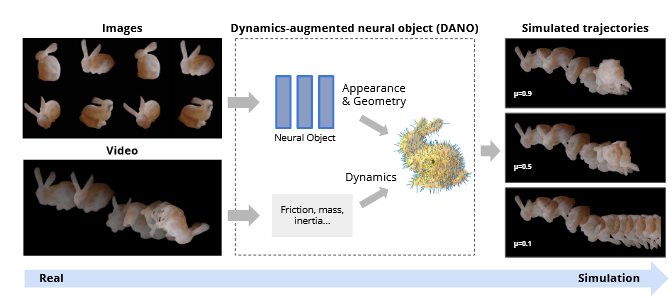 Images
Dynamics-augmented neural object (DANO)
Simulated trajectories
Appearance
& Geometry
Neural Object
μ=0.9
Video
Dynamics
μ=0.5
Friction, mass,
inertia...
μ=0.1
Real
Simulation